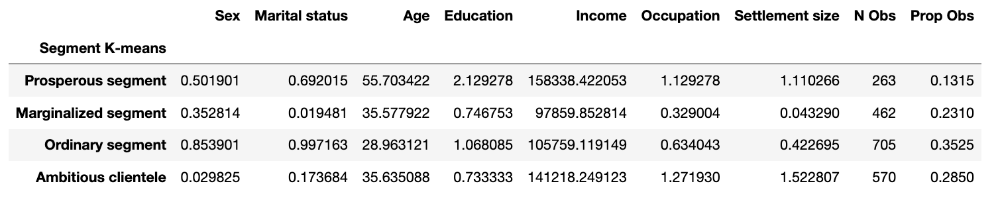 Sex Marital status Age Education Income Occupation Settlement size N Obs Prop Obs
Segment K-means
Prosperous segment 0.501901 0.692015 55.703422 2.129278 158338.422053 1.129278 1.110266 263 0.1315
Marginalized segment 0.352814 0.019481 35.577922 0.746753 97859.852814 0.329004 0.043290 462 0.2310
Ordinary segment 0.853901 0.997163 28.963121 1.068085 105759.119149 0.634043 0.422695 705 0.3525
Ambitious clientele 0.029825 0.173684 35.635088 0.733333 141218.249123 1.271930 1.522807 570 0.2850